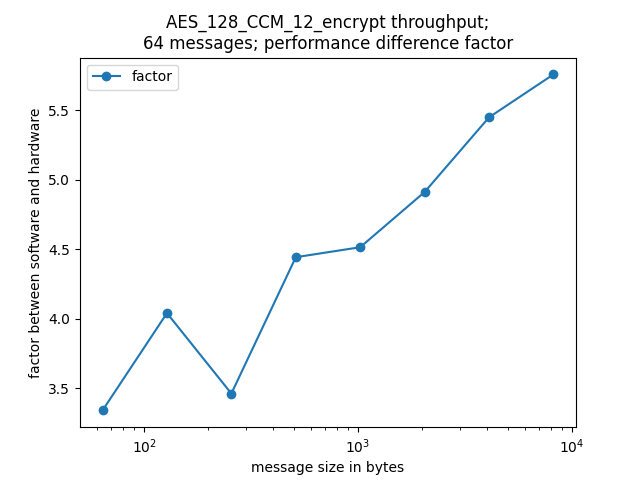 AES_128_CCM_12_encrypt throughput;
64 messages; performance difference factor
factor
factor between software and hardware
5.5
5.0
4.5
4.0
3.5
10²
10³
10⁴
message size in bytes